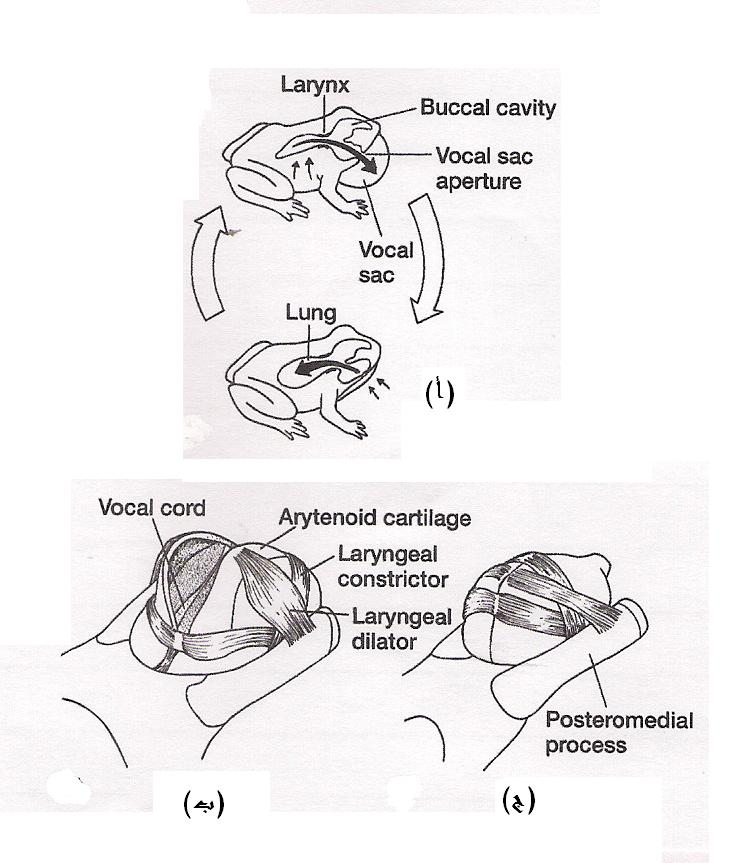 Larynx
Buccal cavity
Vocal sac
aperture
Vocal
sac
Lung
(أ)
Vocal cord
Arytenoid cartilage
Laryngeal
constrictor
Laryngeal
dilator
Posteromedial
process
(ب)
(ج)